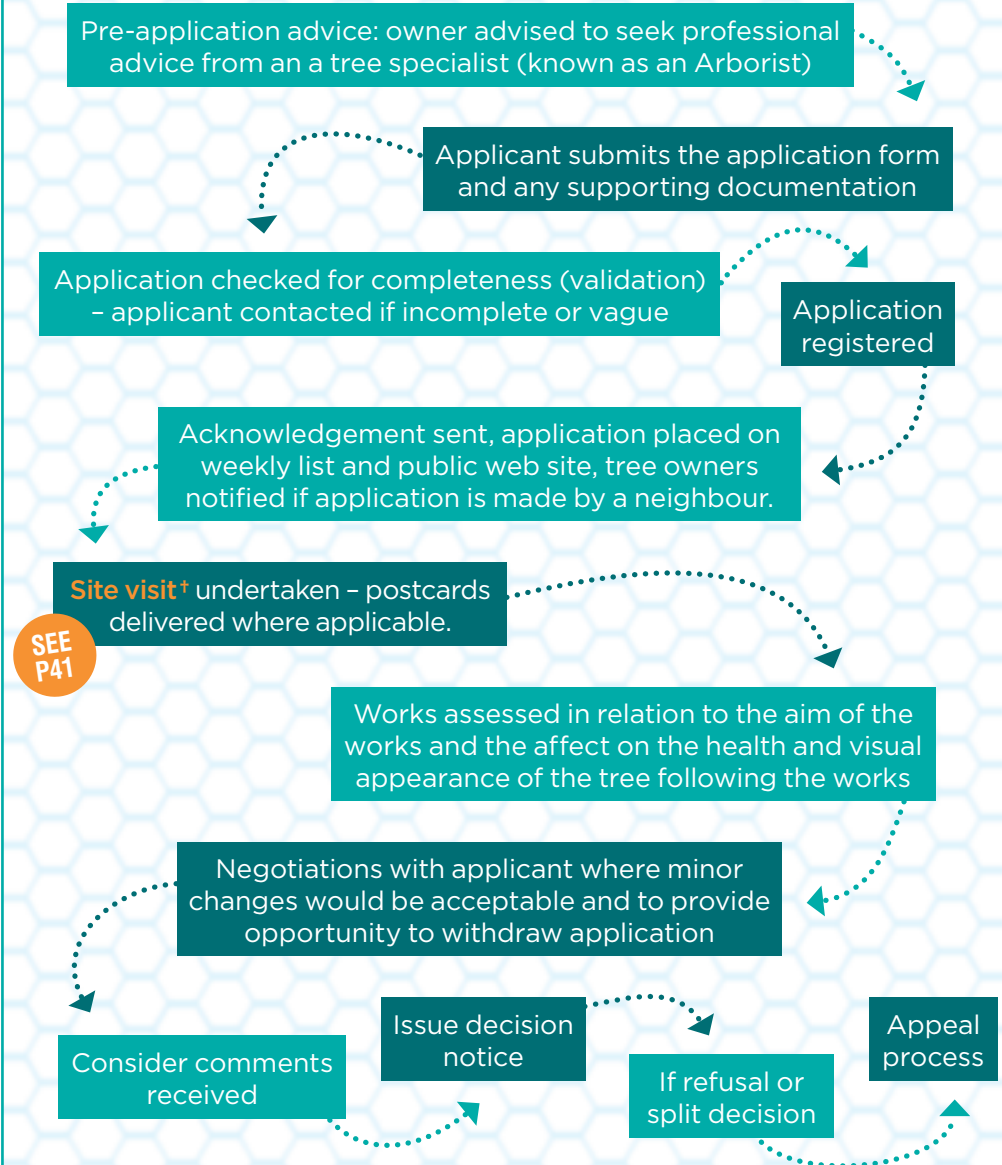 Pre-application advice: owner advised to seek professional
advice from an a tree specialist (known as an Arborist)
Applicant submits the application form
and any supporting documentation
Application checked for completeness (validation)
– applicant contacted if incomplete or vague
Application
registered
Acknowledgement sent, application placed on
weekly list and public web site, tree owners
notified if application is made by a neighbour.
Site visit† undertaken – postcards
delivered where applicable.
SEE
P41
Works assessed in relation to the aim of the
works and the affect on the health and visual
appearance of the tree following the works
Negotiations with applicant where minor
changes would be acceptable and to provide
opportunity to withdraw application
Consider comments
received
Issue decision
notice
If refusal or
split decision
Appeal
process